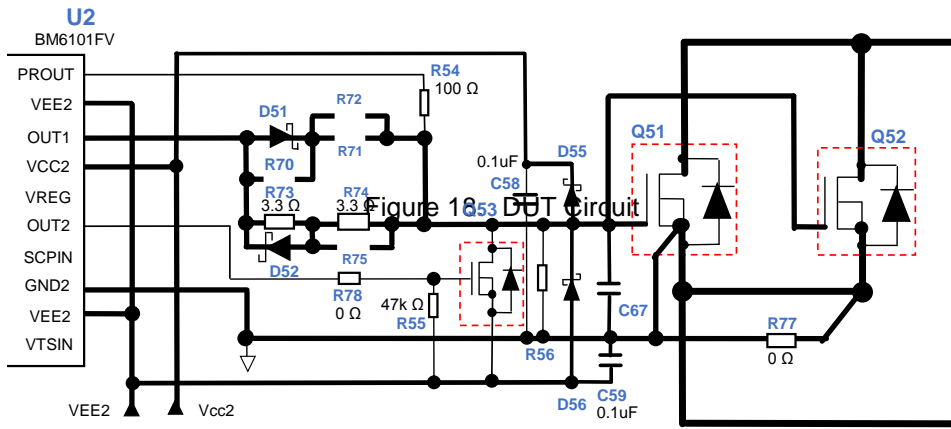 U2
BM6101FV
PROUT
VEE2
OUT1
VCC2
VREG
OUT2
SCPIN
GND2
VEE2
VTSIN
VEE2
Vcc2
R54
100 Ω
D51
R72
R71
R70
R73
3.3 Ω
R74
3.3 Ω
D52
R75
R78
0 Ω
47k Ω
R55
Q53
0.1uF
C58
D55
Figure 18 DUT Circuit
R56
D56
C67
C59
0.1uF
Q51
Q52
R77
0 Ω